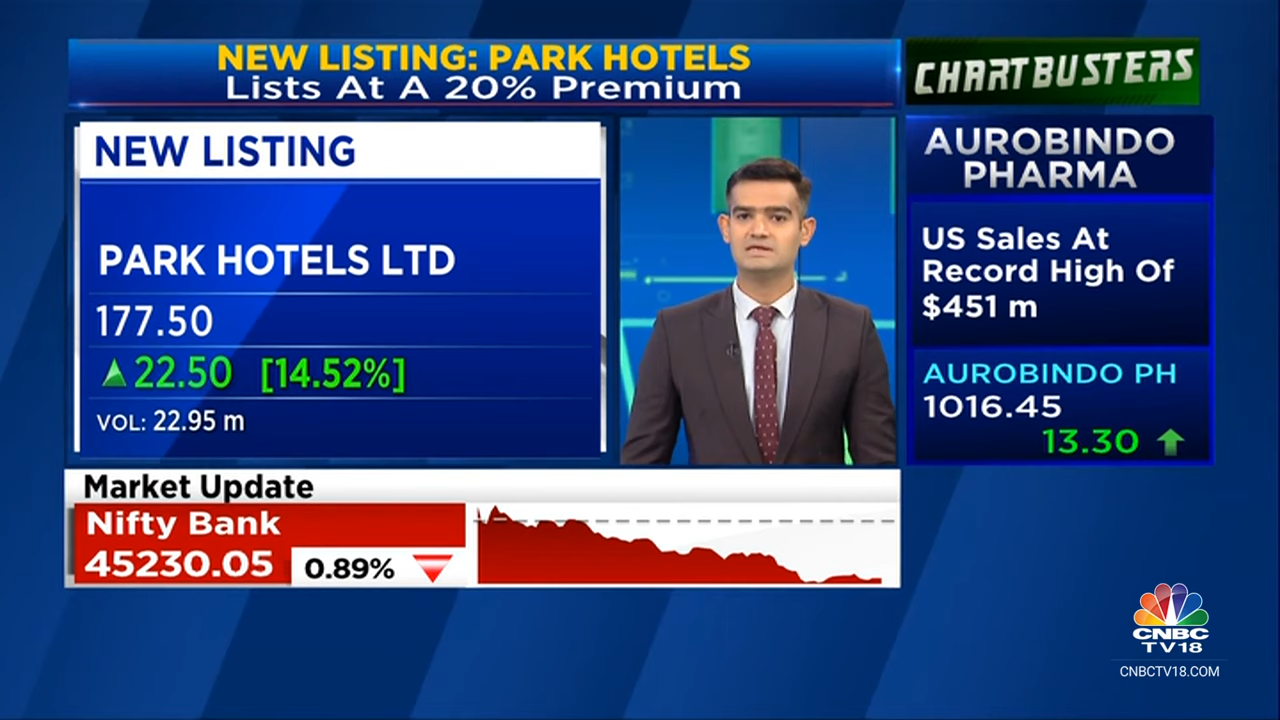 NEW LISTING: PARK HOTELS
Lists At A 20% Premium
CHARTBUSTERS
NEW LISTING
PARK HOTELS LTD
177.50
▲22.50 [14.52%]
VOL: 22.95 m
AUROBINDO
PHARMA
US Sales At
Record High Of
$451 m
AUROBINDO PH
1016.45
13.30
Market Update
Nifty Bank
45230.05 0.89%
CNBC
TV18
CNBCTV18.COM